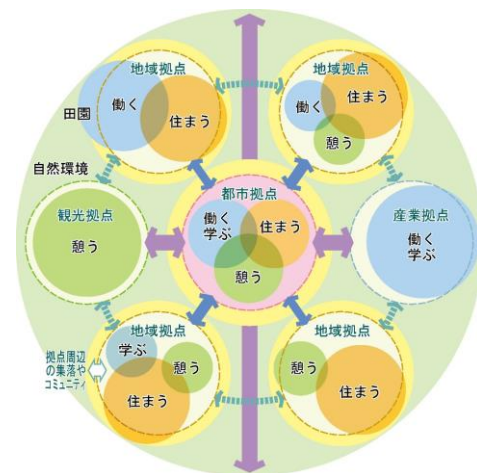 地域拠点
働く
住まう
地域拠点
働く
住まう
憩う
田園
自然環境
都市拠点
働く
学ぶ
住まう
憩う
観光拠点
憩う
産業拠点
働く
学ぶ
地域拠点
学ぶ
憩う
住まう
地域拠点
憩う
住まう
拠点周辺
の集落や
コミュニティ